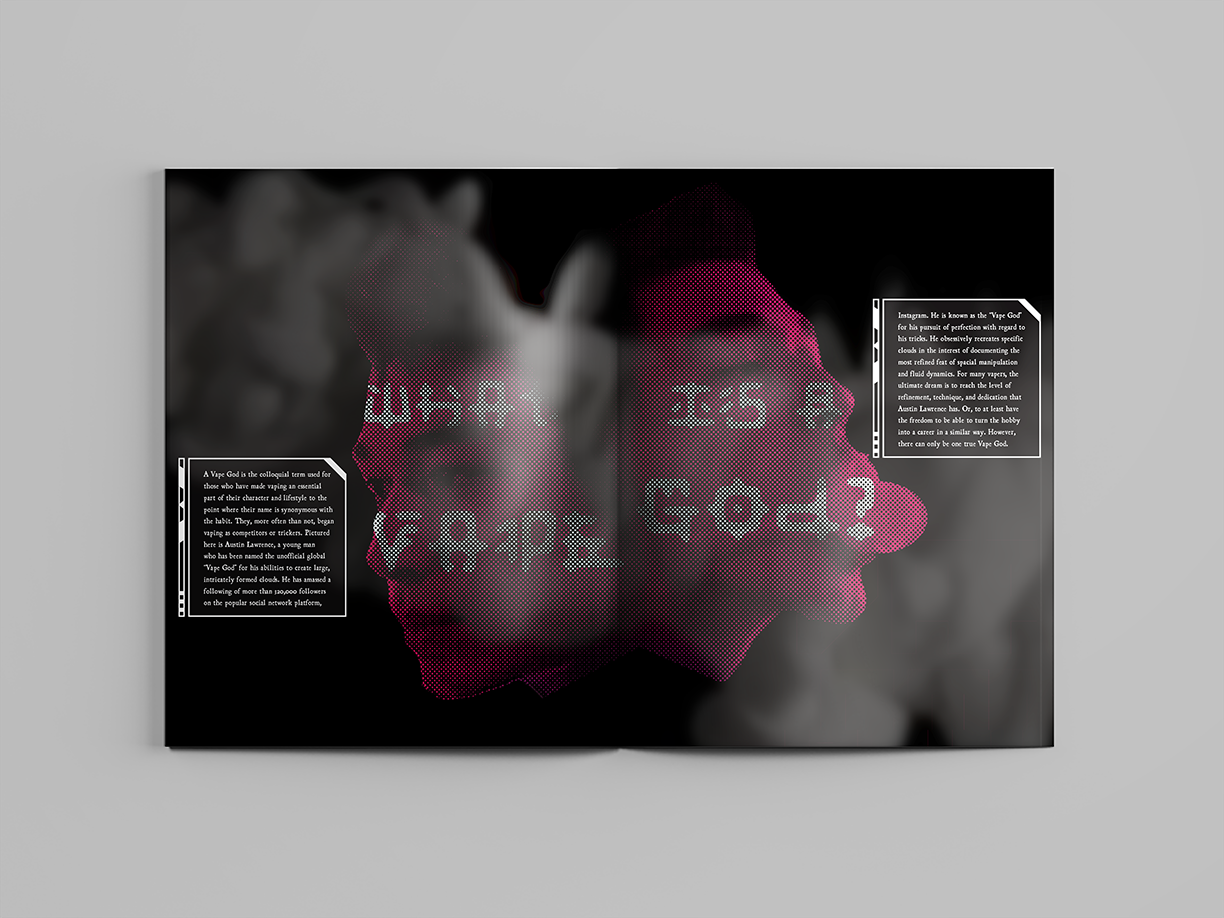 WHAT IS A
VAPE GOD?
A Vape God is the colloquial term used for
those who have made vaping an essential
part of their character and lifestyle to the
point where their name is synonymous with
the habit. They, more often than not, began
vaping as competitors or trickers. Pictured
here is Austin Lawrence, a young man
who has been named the unofficial global
"Vape God" for his abilities to create large,
intricately formed clouds. He has amassed a
following of more than 320,000 followers
on the popular social network platform,
Instagram. He is known as the "Vape God"
for his pursuit of perfection with regard to
his tricks. He obsessively recreates specific
clouds in the interest of documenting the
most refined feat of spacial manipulation
and fluid dynamics. For many vapers, the
ultimate dream is to reach the level of
refinement, technique, and dedication that
Austin Lawrence has. Or, to at least have
the freedom to be able to turn the hobby
into a career in a similar way. However,
there can only be one true Vape God.